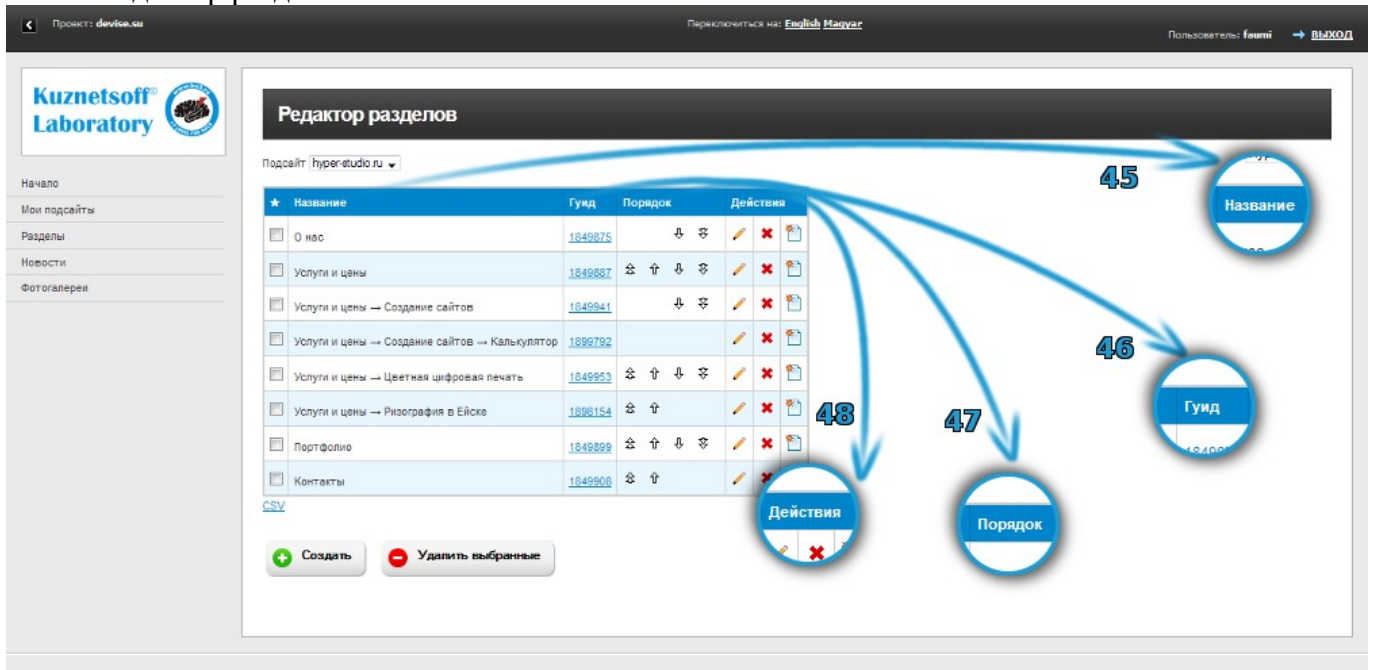 Проект: devise.su
Переключиться на: English Magyar
Пользователь: faumi
ВЫХОД
Kuznetsoff®
Laboratory
Начало
Мои подсайты
Разделы
Новости
Фотогалереи
Редактор разделов
Подсайт hyper-studio.ru
Название Гуид Порядок Действия
О нас 1849875
Услуги и цены 1849887
Услуги и цены → Создание сайтов 1849941
Услуги и цены → Создание сайтов → Калькулятор 1899792
Услуги и цены → Цветная цифровая печать 1849953
Услуги и цены → Ризография в Ейске 1898154
Портфолио 1849899
Контакты 1849908
CSV
Создать
Удалить выбранные
45
Название
46
Гуид
47
Порядок
48
Действия